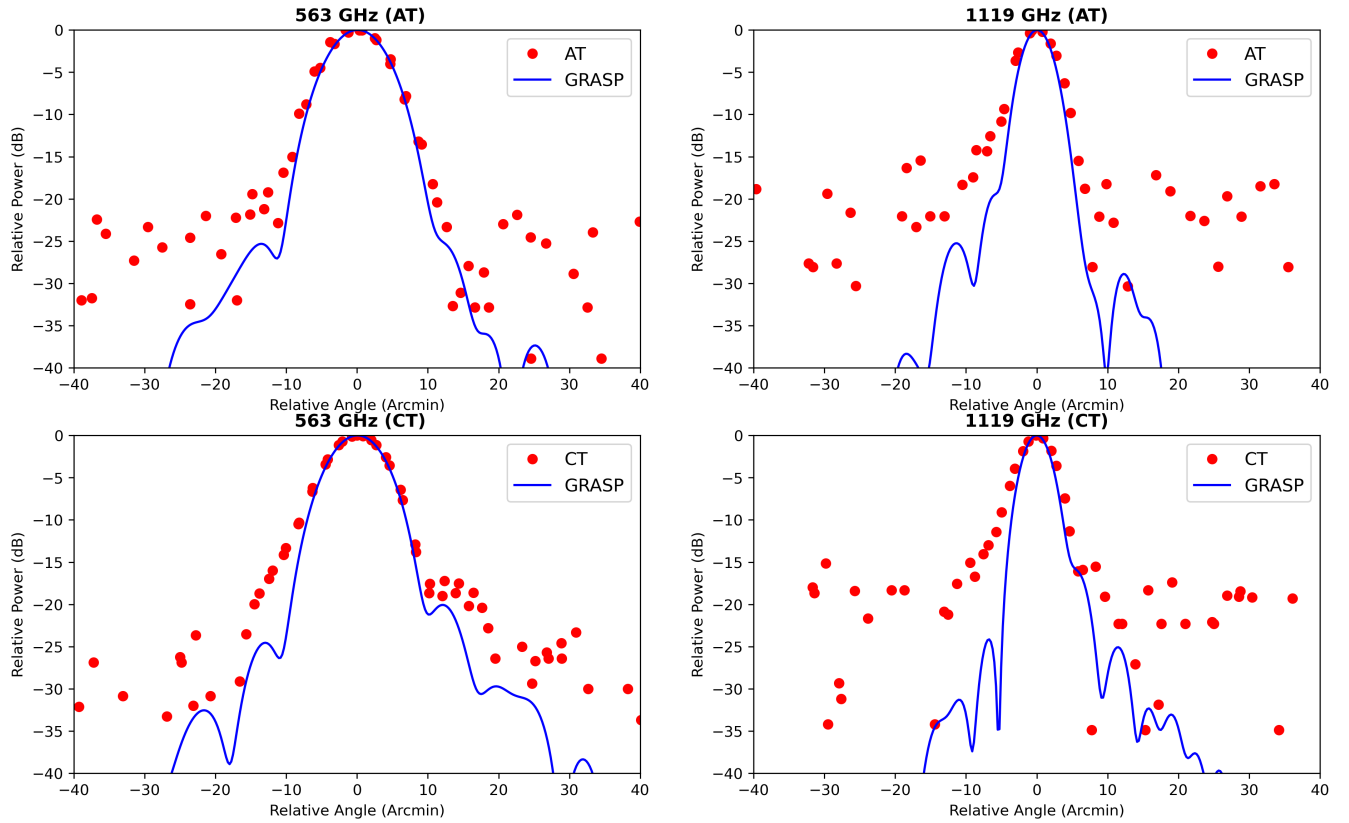 563 GHz (AT)
1119 GHz (AT)
0
−5
−10
−15
−20
−25
−30
−35
−40
Relative Power (dB)
AT
GRASP
−40 −30 −20 −10 0 10 20 30 40
Relative Angle (Arcmin)
0
−5
−10
−15
−20
−25
−30
−35
−40
Relative Power (dB)
AT
GRASP
−40 −30 −20 −10 0 10 20 30 40
Relative Angle (Arcmin)
563 GHz (CT)
1119 GHz (CT)
0
−5
−10
−15
−20
−25
−30
−35
−40
Relative Power (dB)
CT
GRASP
−40 −30 −20 −10 0 10 20 30 40
Relative Angle (Arcmin)
0
−5
−10
−15
−20
−25
−30
−35
−40
Relative Power (dB)
CT
GRASP
−40 −30 −20 −10 0 10 20 30 40
Relative Angle (Arcmin)